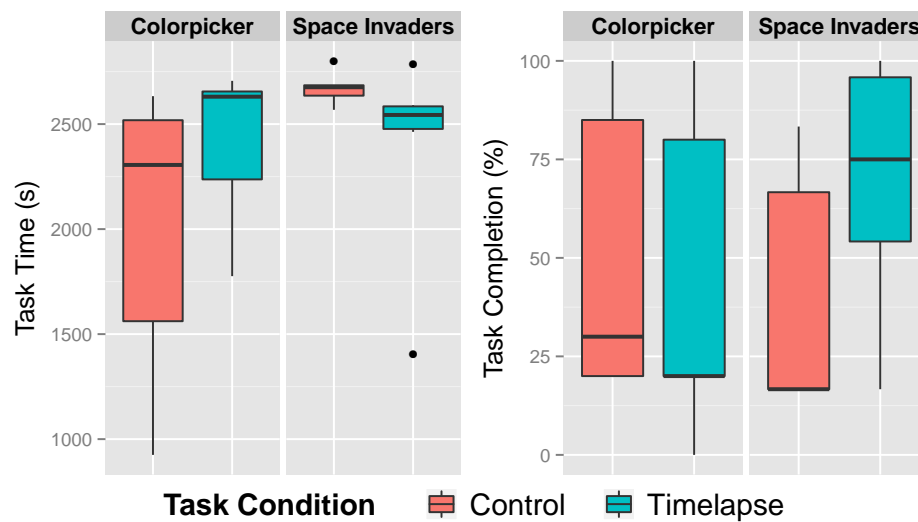 Colorpicker Space Invaders
Task Time (s)
2500
2000
1500
1000
Colorpicker Space Invaders
Task Completion (%)
100
75
50
25
0
Task Condition Control Timelapse